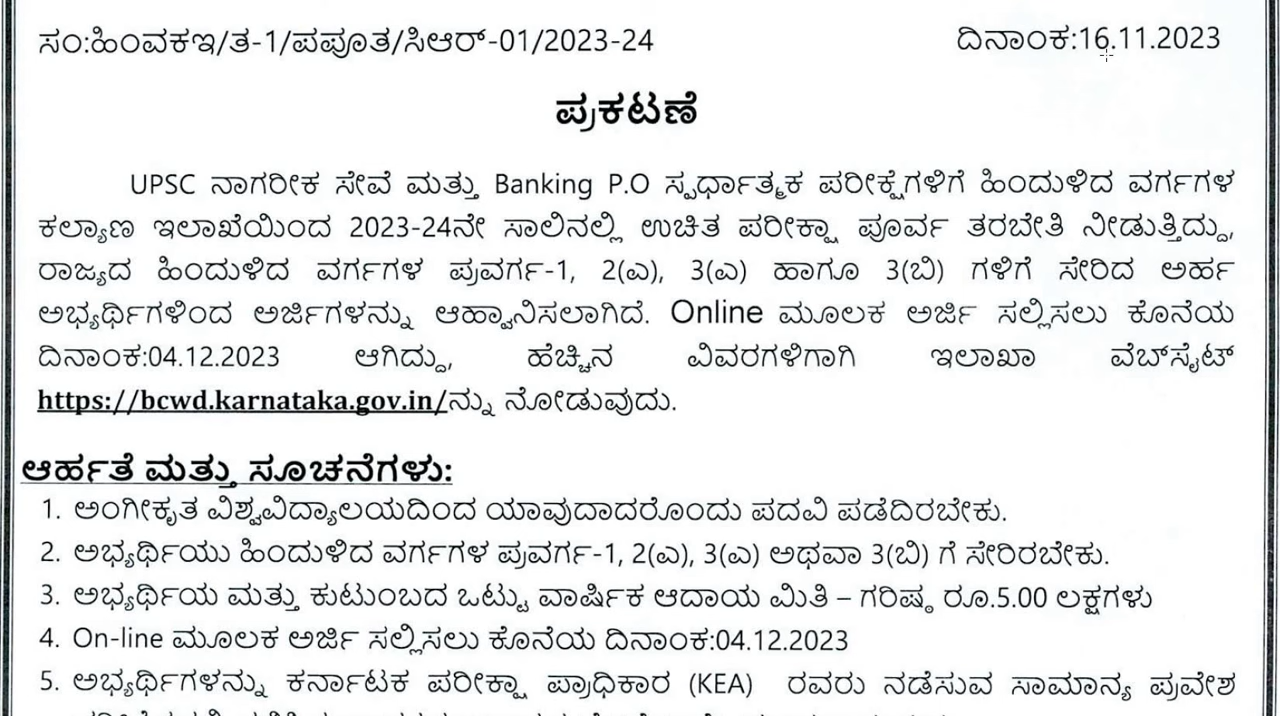 ಸಂ:ಹಿಂವಕಇ/ತ-1/ಪಪೂತ/ಸಿಆರ್-01/2023-24 ದಿನಾಂಕ:16.11.2023
ಪ್ರಕಟಣೆ
UPSC ನಾಗರೀಕ ಸೇವೆ ಮತ್ತು Banking P.O ಸ್ಪರ್ಧಾತ್ಮಕ ಪರೀಕ್ಷೆಗಳಿಗೆ ಹಿಂದುಳಿದ ವರ್ಗಗಳ
ಕಲ್ಯಾಣ ಇಲಾಖೆಯಿಂದ 2023-24ನೇ ಸಾಲಿನಲ್ಲಿ ಉಚಿತ ಪರೀಕ್ಷಾ ಪೂರ್ವ ತರಬೇತಿ ನೀಡುತ್ತಿದ್ದು,
ರಾಜ್ಯದ ಹಿಂದುಳಿದ ವರ್ಗಗಳ ಪ್ರವರ್ಗ-1, 2(ಎ), 3(ಎ) ಹಾಗೂ 3(ಬಿ) ಗಳಿಗೆ ಸೇರಿದ ಅರ್ಹ
ಅಭ್ಯರ್ಥಿಗಳಿಂದ ಅರ್ಜಿಗಳನ್ನು ಆಹ್ವಾನಿಸಲಾಗಿದೆ. Online ಮೂಲಕ ಅರ್ಜಿ ಸಲ್ಲಿಸಲು ಕೊನೆಯ
ದಿನಾಂಕ:04.12.2023 ಆಗಿದ್ದು, ಹೆಚ್ಚಿನ ವಿವರಗಳಿಗಾಗಿ ಇಲಾಖಾ ವೆಬ್‌ಸೈಟ್
https://bcwd.karnataka.gov.in/ನ್ನು ನೋಡುವುದು.
ಆರ್ಹತೆ ಮತ್ತು ಸೂಚನೆಗಳು:
1. ಅಂಗೀಕೃತ ವಿಶ್ವವಿದ್ಯಾಲಯದಿಂದ ಯಾವುದಾದರೊಂದು ಪದವಿ ಪಡೆದಿರಬೇಕು.
2. ಅಭ್ಯರ್ಥಿಯು ಹಿಂದುಳಿದ ವರ್ಗಗಳ ಪ್ರವರ್ಗ-1, 2(ಎ), 3(ಎ) ಅಥವಾ 3(ಬಿ) ಗೆ ಸೇರಿರಬೇಕು.
3. ಅಭ್ಯರ್ಥಿಯ ಮತ್ತು ಕುಟುಂಬದ ಒಟ್ಟು ವಾರ್ಷಿಕ ಆದಾಯ ಮಿತಿ – ಗರಿಷ್ಠ ರೂ.5.00 ಲಕ್ಷಗಳು
4. On-line ಮೂಲಕ ಅರ್ಜಿ ಸಲ್ಲಿಸಲು ಕೊನೆಯ ದಿನಾಂಕ:04.12.2023
5. ಅಭ್ಯರ್ಥಿಗಳನ್ನು ಕರ್ನಾಟಕ ಪರೀಕ್ಷಾ ಪ್ರಾಧಿಕಾರ (KEA) ರವರು ನಡೆಸುವ ಸಾಮಾನ್ಯ ಪ್ರವೇಶ